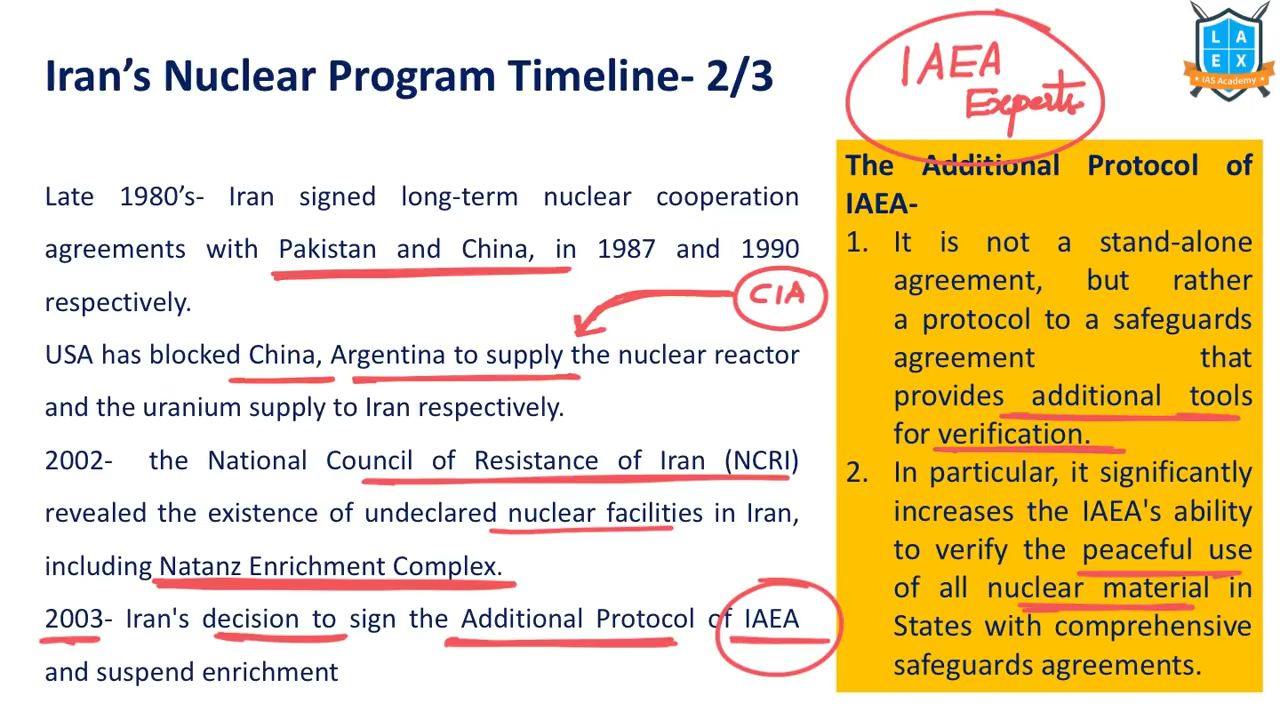 Iran's Nuclear Program Timeline- 2/3
IAEA
Experts
L A
E X
IAS Academy
Late 1980's- Iran signed long-term nuclear cooperation
agreements with Pakistan and China, in 1987 and 1990
respectively.
CIA
USA has blocked China, Argentina to supply the nuclear reactor
and the uranium supply to Iran respectively.
2002- the National Council of Resistance of Iran (NCRI)
revealed the existence of undeclared nuclear facilities in Iran,
including Natanz Enrichment Complex.
2003- Iran's decision to sign the Additional Protocol of IAEA
and suspend enrichment
The Additional Protocol of
IAEA-
1. It is not a stand-alone
agreement, but rather
a protocol to a safeguards
agreement that
provides additional tools
for verification.
2. In particular, it significantly
increases the IAEA's ability
to verify the peaceful use
of all nuclear material in
States with comprehensive
safeguards agreements.